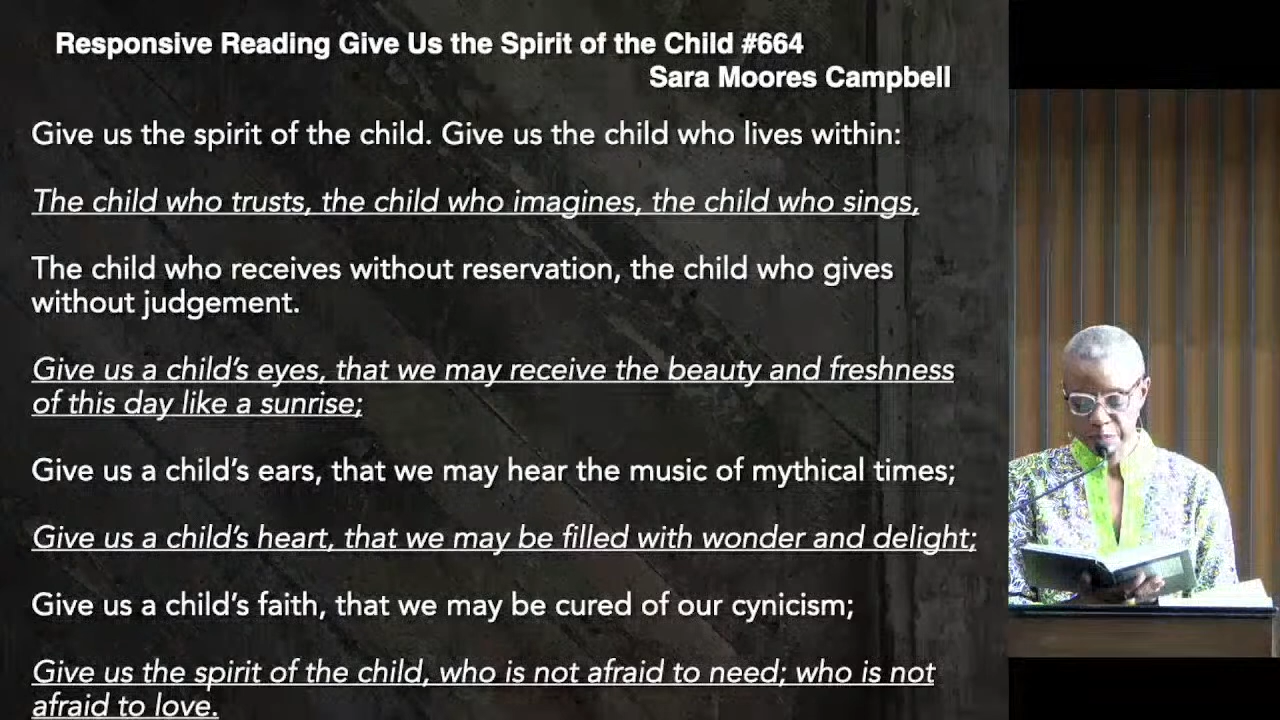 Responsive Reading Give Us the Spirit of the Child #664
Sara Moores Campbell
Give us the spirit of the child. Give us the child who lives within:
The child who trusts, the child who imagines, the child who sings,
The child who receives without reservation, the child who gives
without judgement.
Give us a child’s eyes, that we may receive the beauty and freshness
of this day like a sunrise;
Give us a child’s ears, that we may hear the music of mythical times;
Give us a child’s heart, that we may be filled with wonder and delight;
Give us a child’s faith, that we may be cured of our cynicism;
Give us the spirit of the child, who is not afraid to need; who is not
afraid to love.